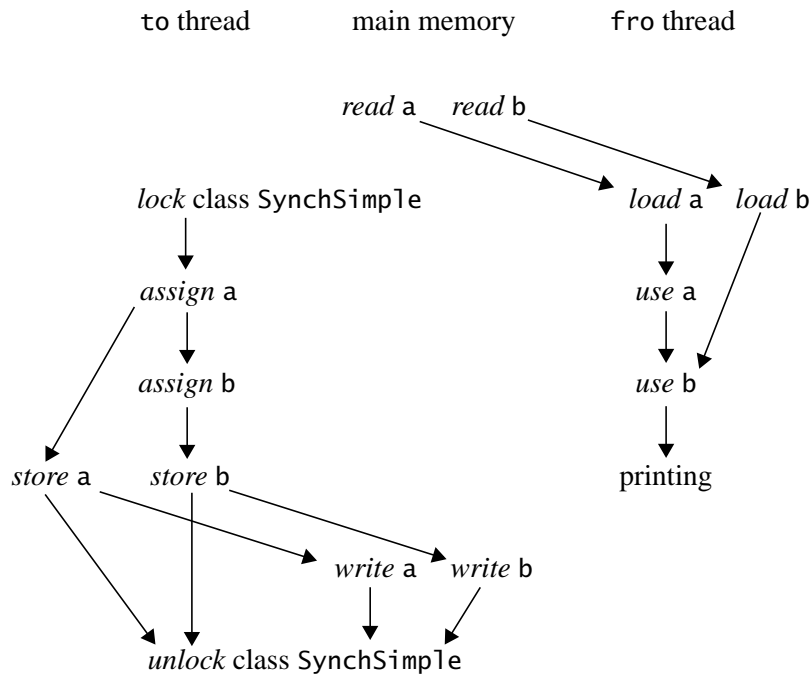 to thread main memory fro thread
read a read b
lock class SynchSimple load a load b
assign a use a
assign b use b
store a store b printing
write a write b
unlock class SynchSimple